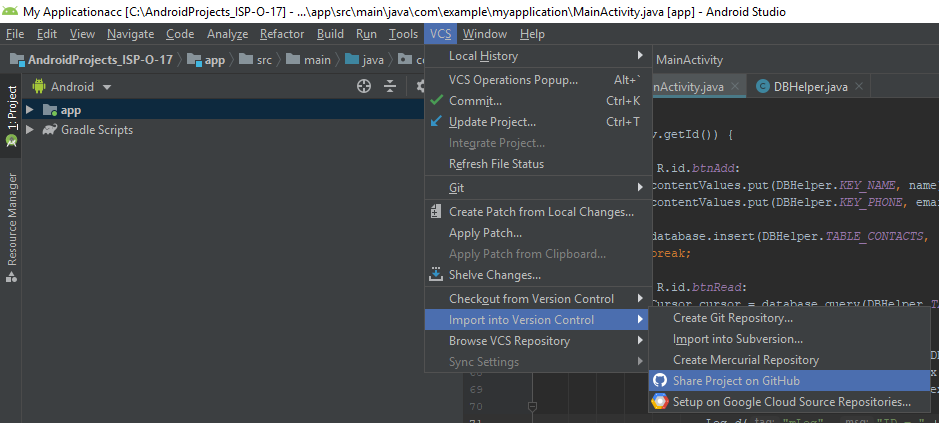 My Applicationacc [C:\AndroidProjects_ISP-O-17] - ...\app\src\main\java\com\example\myapplication\MainActivity.java [app] - Android Studio
File Edit View Navigate Code Analyze Refactor Build Run Tools VCS Window Help
AndroidProjects_ISP-O-17 app src main java co
MainActivity
Android
nActivity.java DBHelper.java
1: Project
Resource Manager
app
Gradle Scripts
Local History
VCS Operations Popup... Alt+`
Commit... Ctrl+K
Update Project... Ctrl+T
Integrate Project...
Refresh File Status
Git
Create Patch from Local Changes...
Apply Patch...
Apply Patch from Clipboard...
Shelve Changes...
Checkout from Version Control
Import into Version Control
Browse VCS Repository
Sync Settings
Create Git Repository...
Import into Subversion...
Create Mercurial Repository
Share Project on GitHub
Setup on Google Cloud Source Repositories...
.getId()) {
R.id.btnAdd:
contentValues.put(DBHelper.KEY_NAME, name
contentValues.put(DBHelper.KEY_PHONE, emai
database.insert(DBHelper.TABLE_CONTACTS,
break;
R.id.btnRead:
Cursor cursor = database.query(DBHelper.T
69
70
71
Log.d( tag: "mLog", msg: "ID = " +